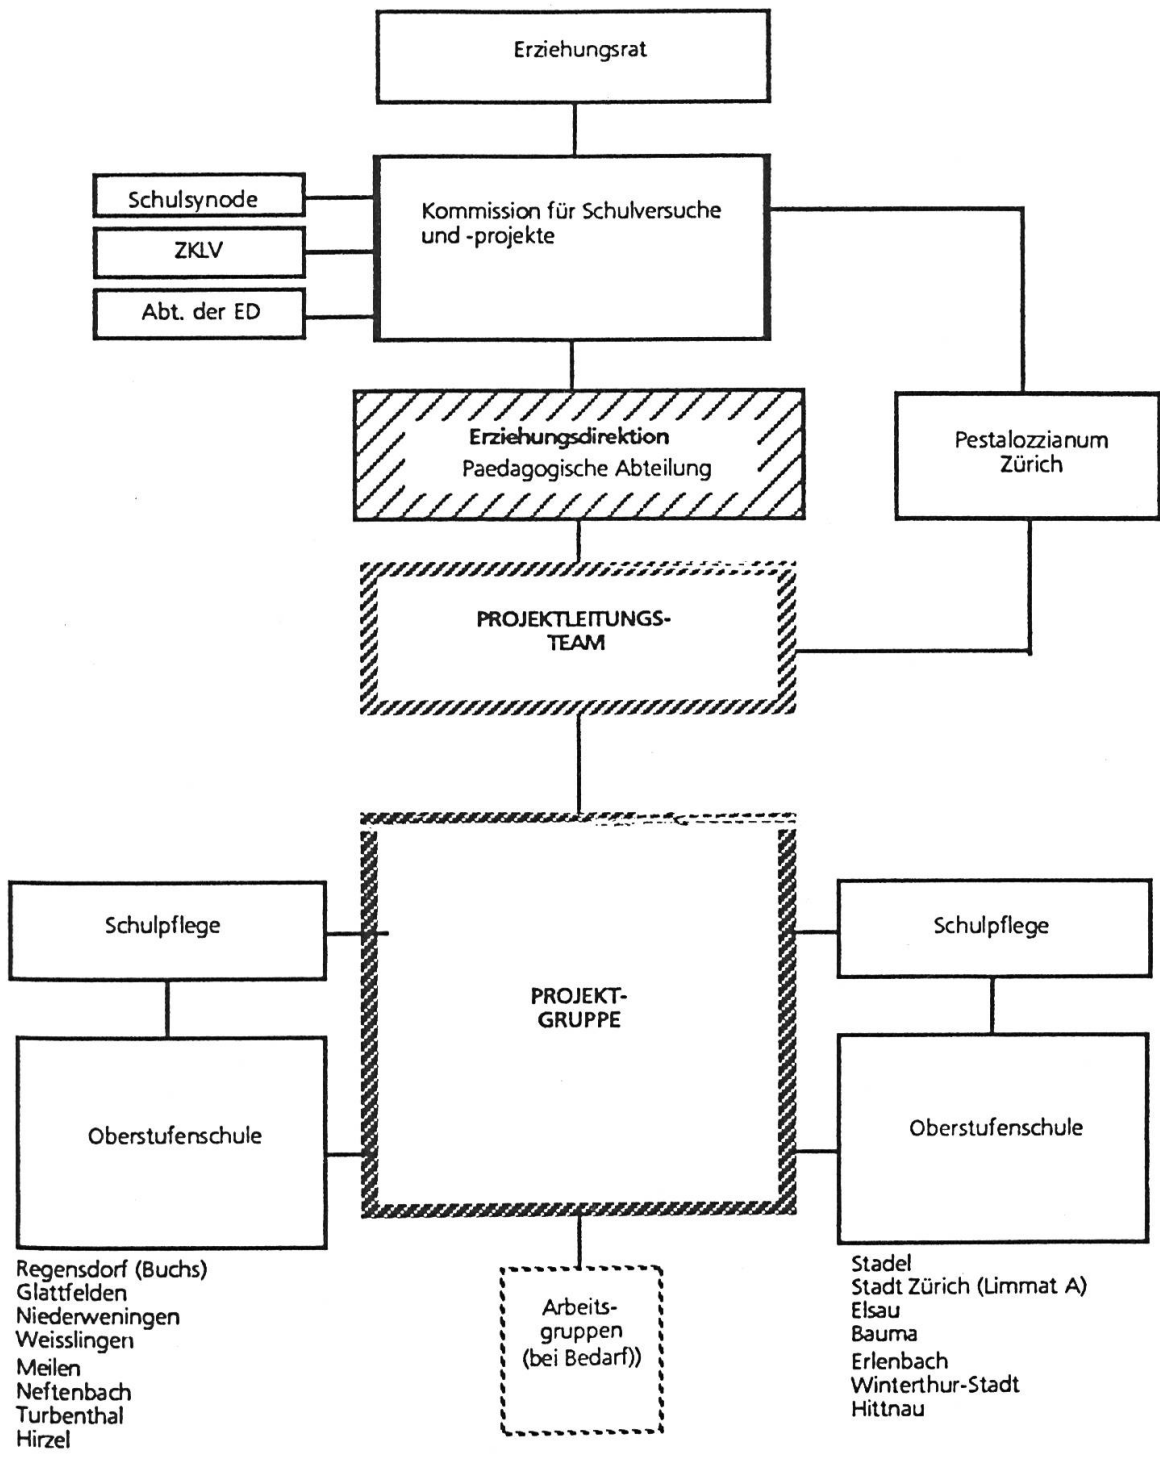 Erziehungsrat
Schulsynode
ZKLV
Abt. der ED
Kommission für Schulversuche
und -projekte
Erziehungsdirektion
Paedagogische Abteilung
Pestalozzianum
Zürich
PROJEKTLEITUNGS-
TEAM
Schulpflege
PROJEKT-
GRUPPE
Schulpflege
Oberstufenschule
Oberstufenschule
Regensdorf (Buchs)
Glattfelden
Niederweningen
Weisslingen
Meilen
Neftenbach
Turbenthal
Hirzel
Arbeits-
gruppen
(bei Bedarf))
Stadel
Stadt Zürich (Limmat A)
Elsau
Bauma
Erlenbach
Winterthur-Stadt
Hittnau